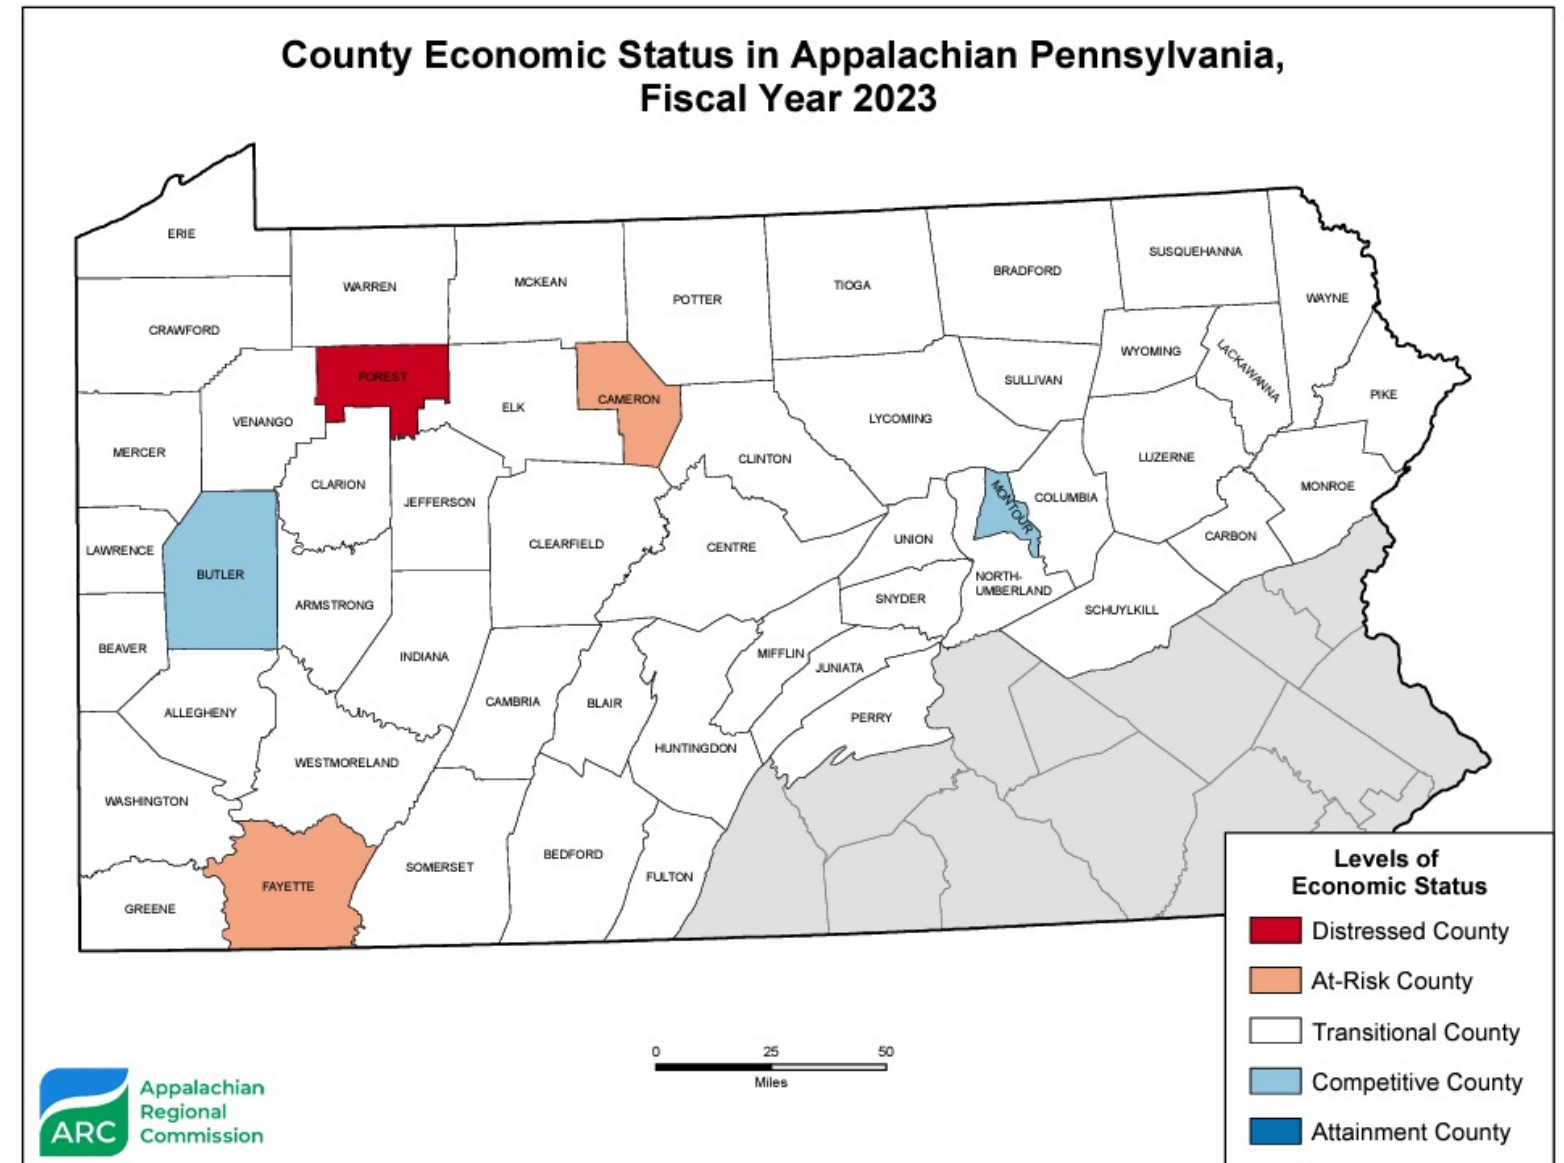 County Economic Status in Appalachian Pennsylvania,
Fiscal Year 2023
ERIE
CRAWFORD
WARREN
MCKEAN
POTTER
TIOGA
BRADFORD
SUSQUEHANNA
WAYNE
WYOMING
LACKAWANNA
PIKE
FOREST
CAMERON
ELK
VENANGO
MERCER
SULLIVAN
LYCOMING
CLINTON
LUZERNE
MONROE
CLARION
JEFFERSON
MONTOUR
COLUMBIA
CARBON
LAWRENCE
BUTLER
CLEARFIELD
CENTRE
UNION
NORTH-
UMBERLAND
SNYDER
SCHUYLKILL
ARMSTRONG
BEAVER
INDIANA
MIFFLIN
JUNIATA
ALLEGHENY
CAMBRIA
BLAIR
PERRY
HUNTINGDON
WESTMORELAND
WASHINGTON
FAYETTE
SOMERSET
BEDFORD
FULTON
GREENE
Levels of
Economic Status
Distressed County
At-Risk County
Transitional County
Competitive County
Attainment County
0 25 50
Miles
ARC
Appalachian
Regional
Commission